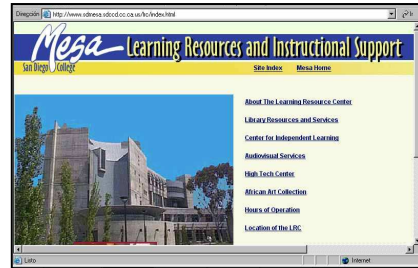 Dirección http://www.sdmesa.sdccd.cc.ca.us/lrc/index.html Ir
Mesa Learning Resources and Instructional Support
San Diego College
Site Index Mesa Home
About The Learning Resource Center
Library Resources and Services
Center for Independent Learning
Audiovisual Services
High Tech Center
African Art Collection
Hours of Operation
Location of the LRC
Listo Internet